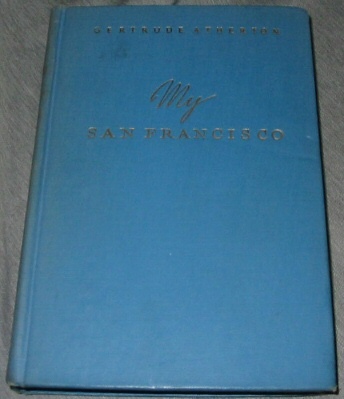 GERTRUDE ATHERTON
My
SAN FRANCISCO